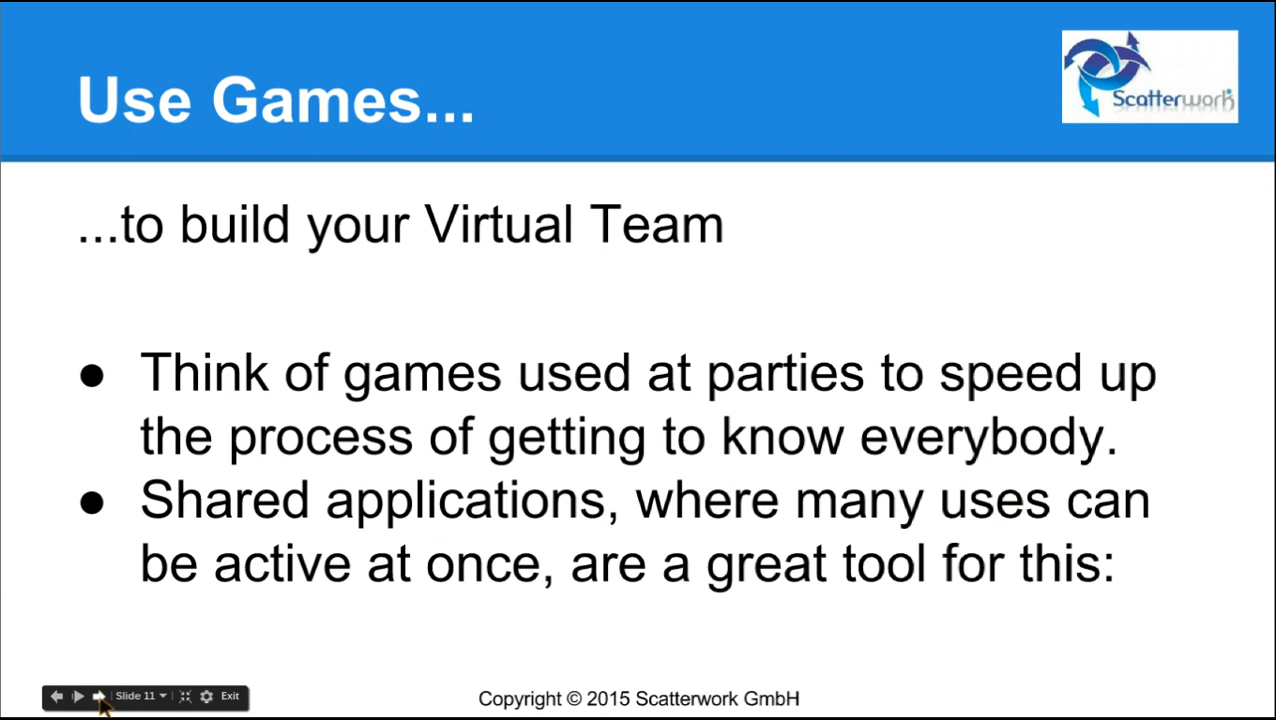 Use Games...
Scatterwork
...to build your Virtual Team
● Think of games used at parties to speed up
the process of getting to know everybody.
● Shared applications, where many uses can
be active at once, are a great tool for this:
Slide 11
Exit
Copyright © 2015 Scatterwork GmbH